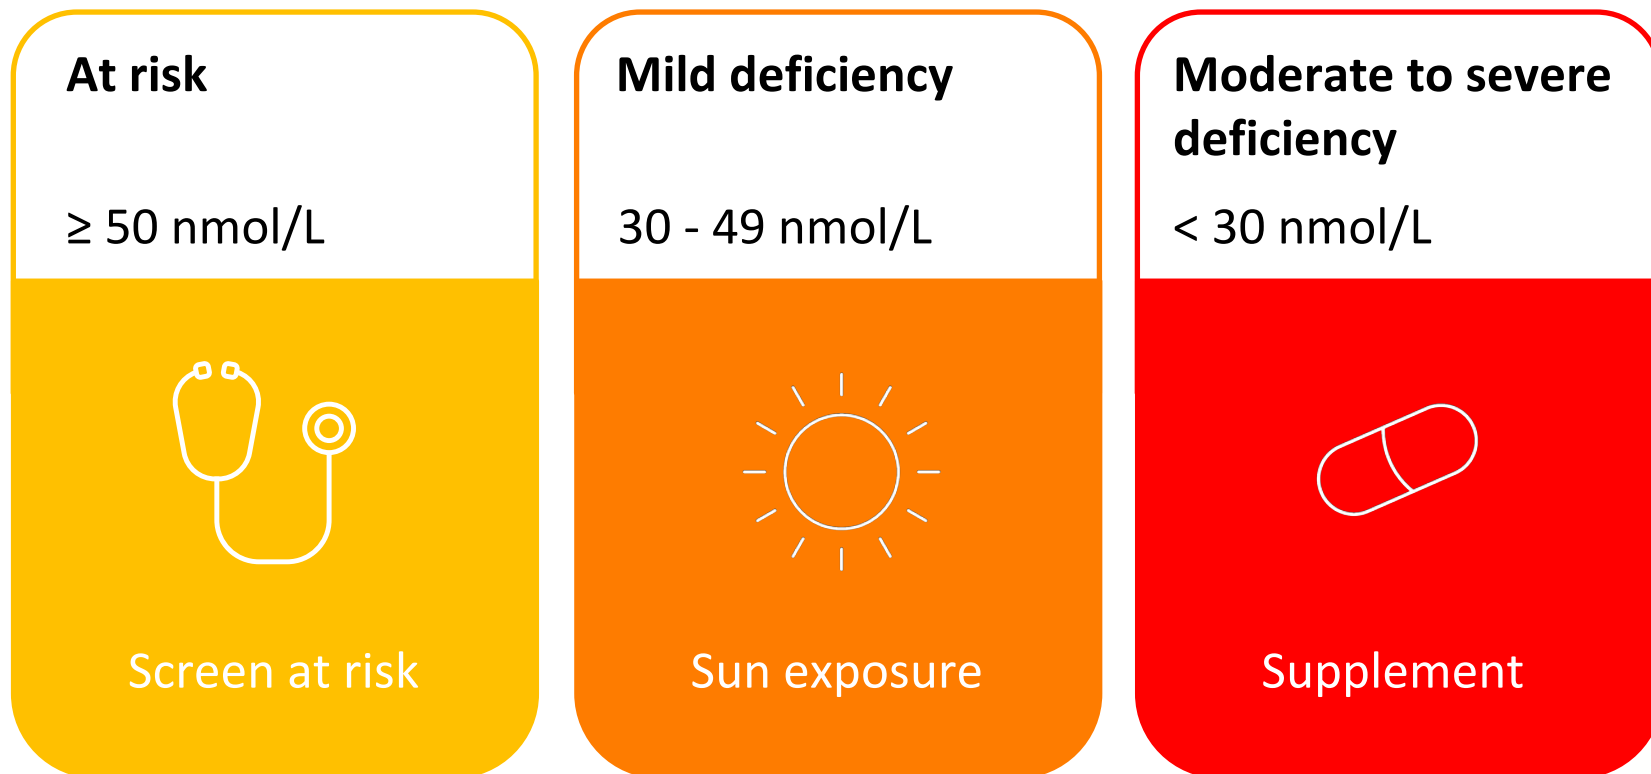 At risk
≥ 50 nmol/L
Screen at risk
Mild deficiency
30 - 49 nmol/L
Sun exposure
Moderate to severe
deficiency
< 30 nmol/L
Supplement